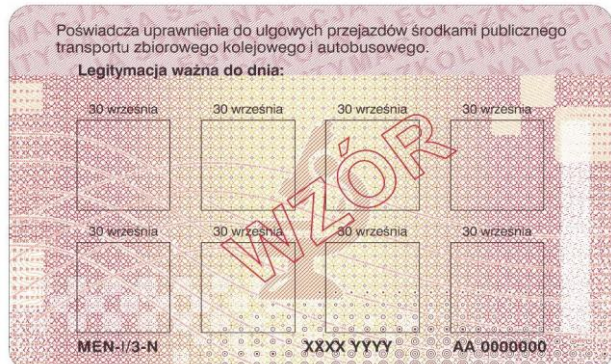 Poświadcza uprawnienia do ulgowych przejazdów środkami publicznego
transportu zbiorowego kolejowego i autobusowego.
Legitymacja ważna do dnia:
30 września 30 września 30 września 30 września
WZÓR
30 września 30 września 30 września 30 września
MEN-I/3-N XXXX YYYY AA 0000000